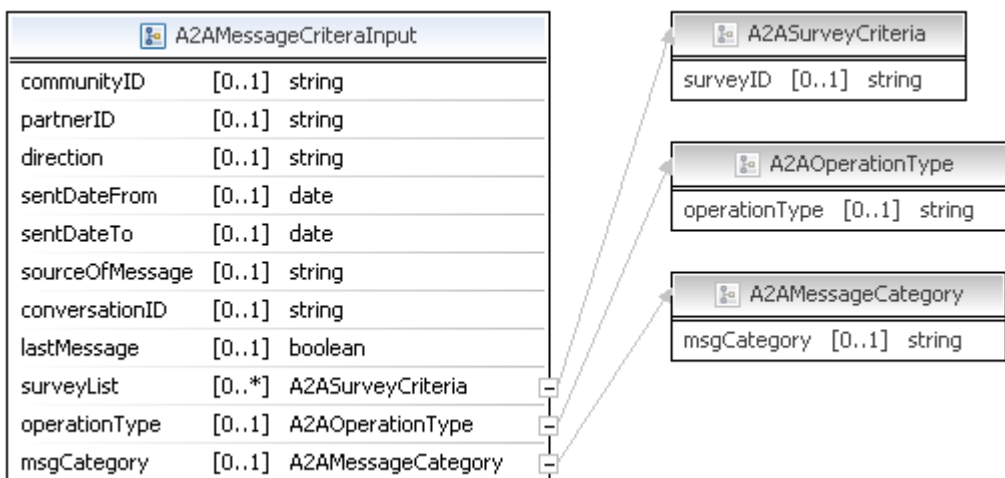 A2AMessageCriteraInput
communityID [0..1] string
partnerID [0..1] string
direction [0..1] string
sentDateFrom [0..1] date
sentDateTo [0..1] date
sourceOfMessage [0..1] string
conversationID [0..1] string
lastMessage [0..1] boolean
surveyList [0..*] A2ASurveyCriteria
operationType [0..1] A2AOperationType
msgCategory [0..1] A2AMessageCategory
A2ASurveyCriteria
surveyID [0..1] string
A2AOperationType
operationType [0..1] string
A2AMessageCategory
msgCategory [0..1] string